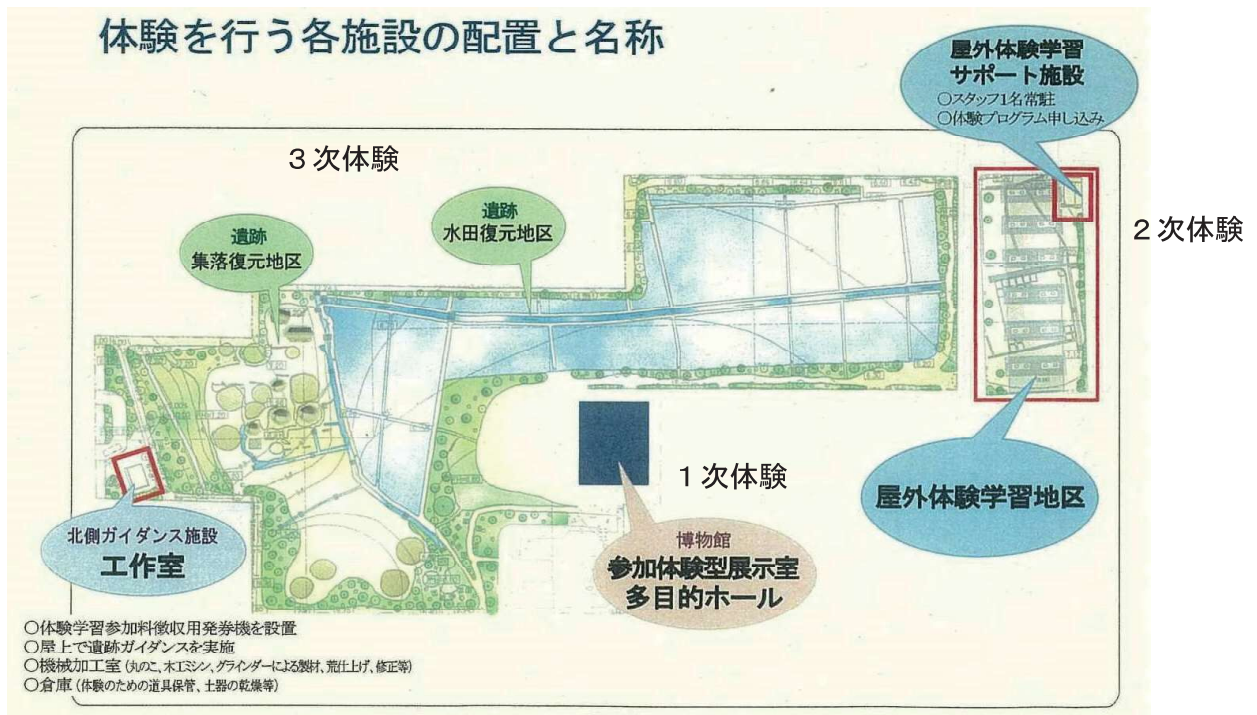 体験を行う各施設の配置と名称
屋外体験学習
サポート施設
○スタッフ1名常駐
○体験プログラム申し込み
3次体験
遺跡
水田復元地区
遺跡
集落復元地区
2次体験
1次体験
屋外体験学習地区
北側ガイダンス施設
工作室
博物館
参加体験型展示室
多目的ホール
○体験学習参加料徴収用発券機を設置
○屋上で遺跡ガイダンスを実施
○機械加工室(丸のこ、木工ミシン、グラインダーによる製材、荒仕上げ、修正等)
○倉庫(体験のための道具保管、土器の乾燥等)